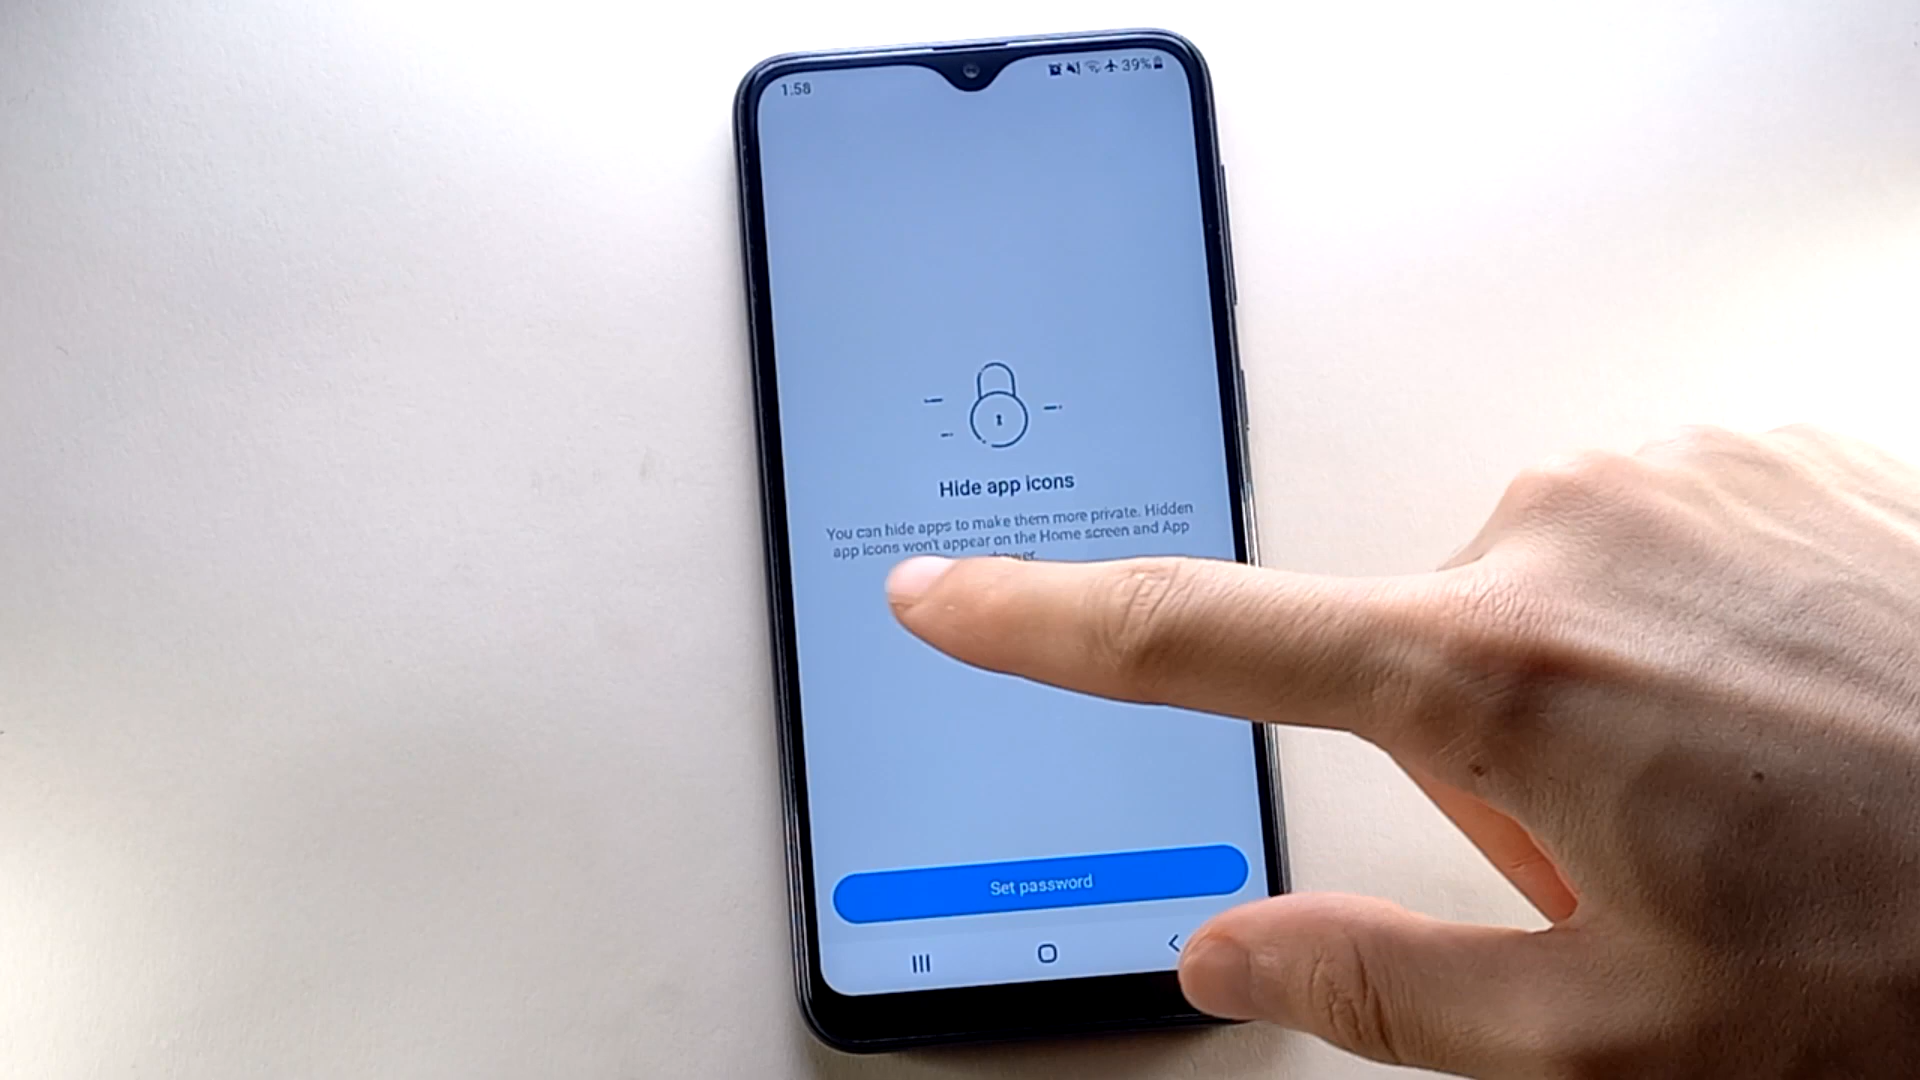 1:58
39%
Hide app icons
You can hide apps to make them more private. Hidden
app icons won't appear on the Home screen and App
drawer.
Set password